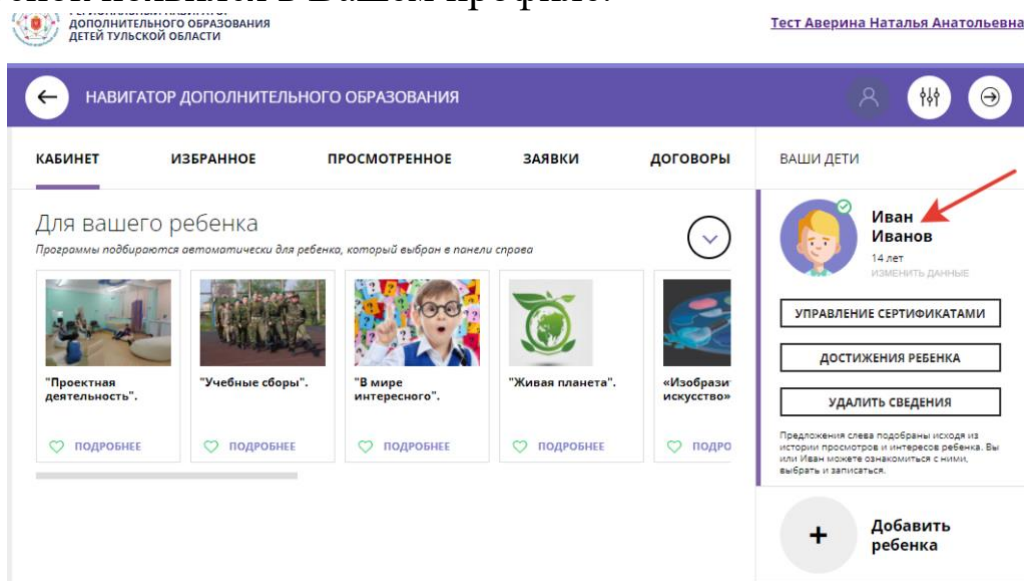 появился в Вашем профиле.
ДОПОЛНИТЕЛЬНОГО ОБРАЗОВАНИЯ
ДЕТЕЙ ТУЛЬСКОЙ ОБЛАСТИ
Тест Аверина Наталья Анатольевна
НАВИГАТОР ДОПОЛНИТЕЛЬНОГО ОБРАЗОВАНИЯ
КАБИНЕТ ИЗБРАННОЕ ПРОСМОТРЕННОЕ ЗАЯВКИ ДОГОВОРЫ
ВАШИ ДЕТИ
Для вашего ребенка
Программы подбираются автоматически для ребенка, который выбран в панели справа
"Проектная
деятельность".
ПОДРОБНЕЕ
"Учебные сборы".
ПОДРОБНЕЕ
"В мире
интересного".
ПОДРОБНЕЕ
"Живая планета".
ПОДРОБНЕЕ
«Изобрази
искусство»
ПОДРО
Иван
Иванов
14 лет
ИЗМЕНИТЬ ДАННЫЕ
УПРАВЛЕНИЕ СЕРТИФИКАТАМИ
ДОСТИЖЕНИЯ РЕБЕНКА
УДАЛИТЬ СВЕДЕНИЯ
Предложения слева подобраны исходя из
истории просмотров и интересов ребенка. Вы
или Иван можете ознакомиться с ними,
выбрать и записаться.
+
Добавить
ребенка